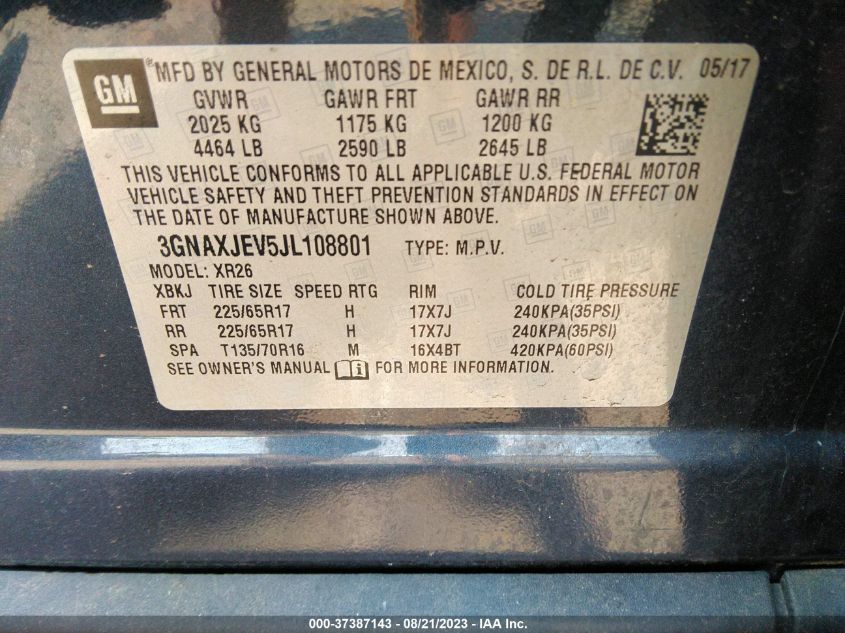 GM ® MFD BY GENERAL MOTORS DE MEXICO, S. DE R.L. DE C.V. 05/17
GVWR GAWR FRT GAWR RR
2025 KG 1175 KG 1200 KG
4464 LB 2590 LB 2645 LB
THIS VEHICLE CONFORMS TO ALL APPLICABLE U.S. FEDERAL MOTOR
VEHICLE SAFETY AND THEFT PREVENTION STANDARDS IN EFFECT ON
THE DATE OF MANUFACTURE SHOWN ABOVE.
3GNAXJEV5JL108801 TYPE: M.P.V.
MODEL: XR26
XBKJ TIRE SIZE SPEED RTG RIM COLD TIRE PRESSURE
FRT 225/65R17 H 17X7J 240KPA(35PSI)
RR 225/65R17 H 17X7J 240KPA(35PSI)
SPA T135/70R16 M 16X4BT 420KPA(60PSI)
SEE OWNER'S MANUAL FOR MORE INFORMATION.
000-37387143 - 08/21/2023 - IAA Inc.